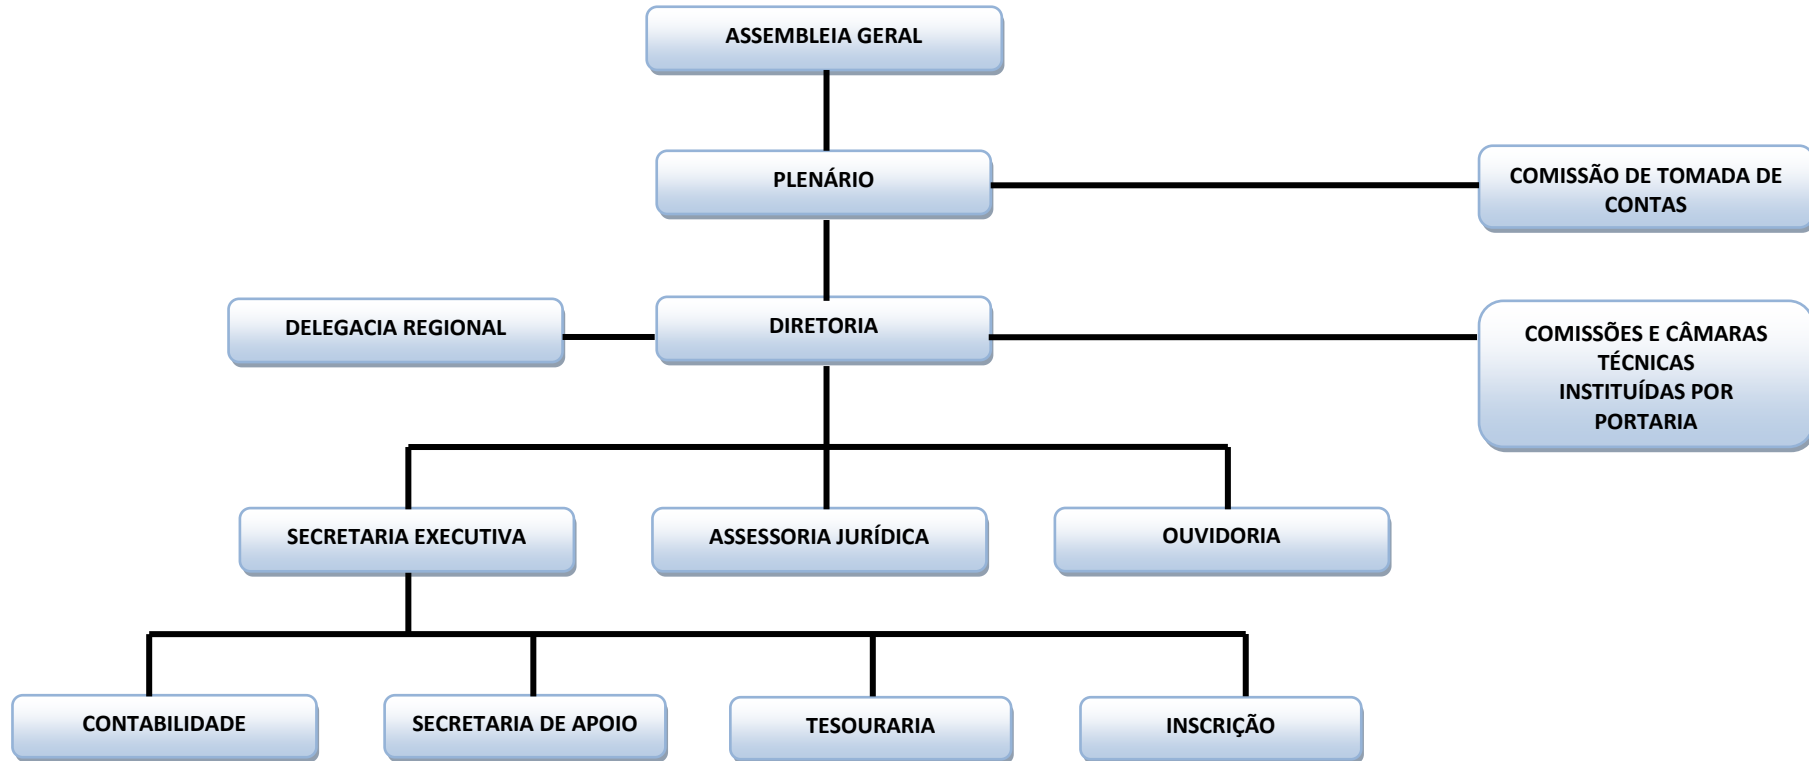 ASSEMBLEIA GERAL
PLENÁRIO
COMISSÃO DE TOMADA DE
CONTAS
DELEGACIA REGIONAL
DIRETORIA
COMISSÕES E CÂMARAS
TÉCNICAS
INSTITUÍDAS POR
PORTARIA
SECRETARIA EXECUTIVA
ASSESSORIA JURÍDICA
OUVIDORIA
CONTABILIDADE
SECRETARIA DE APOIO
TESOURARIA
INSCRIÇÃO